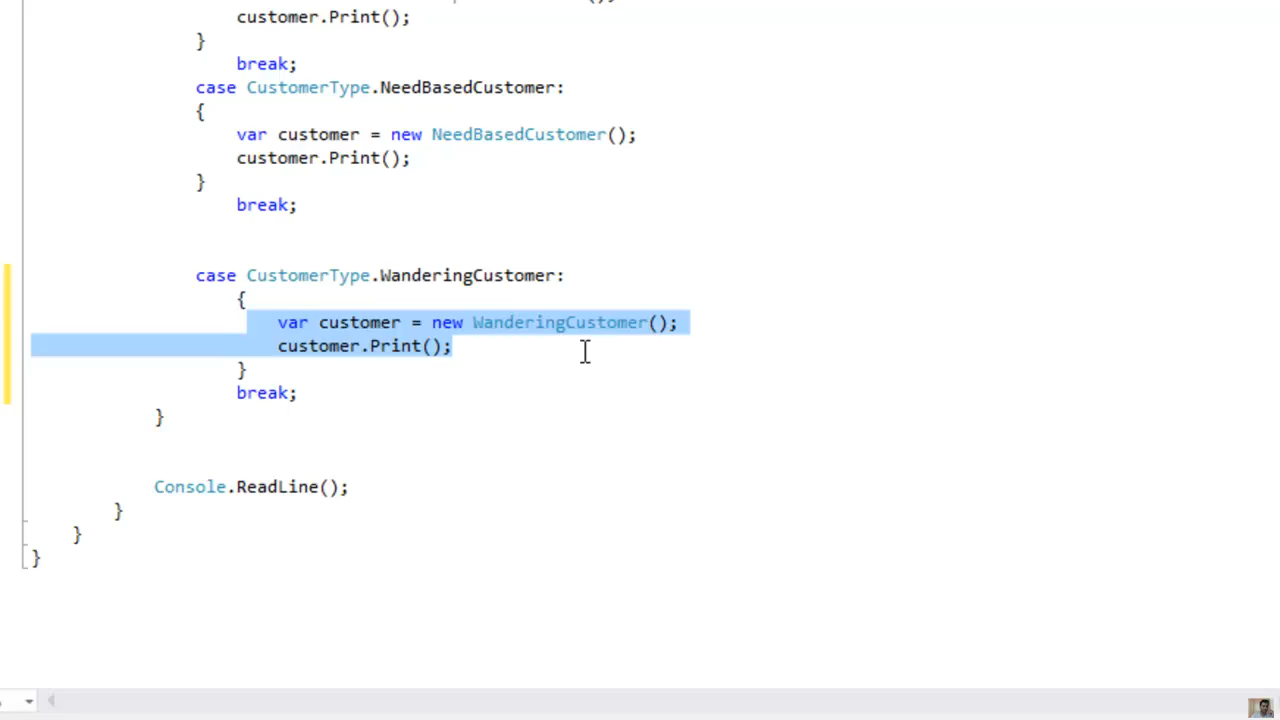 customer.Print();
}
break;
case CustomerType.NeedBasedCustomer:
{
var customer = new NeedBasedCustomer();
customer.Print();
}
break;
case CustomerType.WanderingCustomer:
{
var customer = new WanderingCustomer();
customer.Print();
}
break;
}
Console.ReadLine();
}
}
}